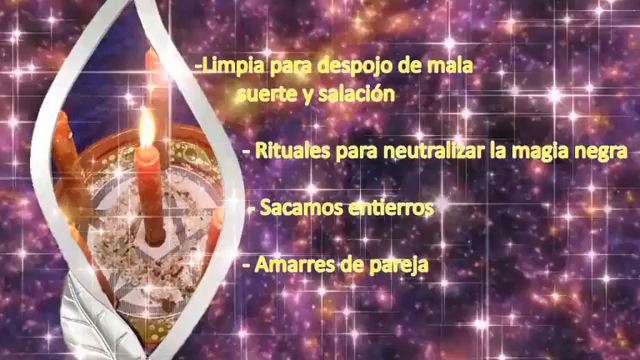 -Limpia para despojo de mala
suerte y salación
- Rituales para neutralizar la magia negra
- Sacamos entierros
- Amarres de pareja